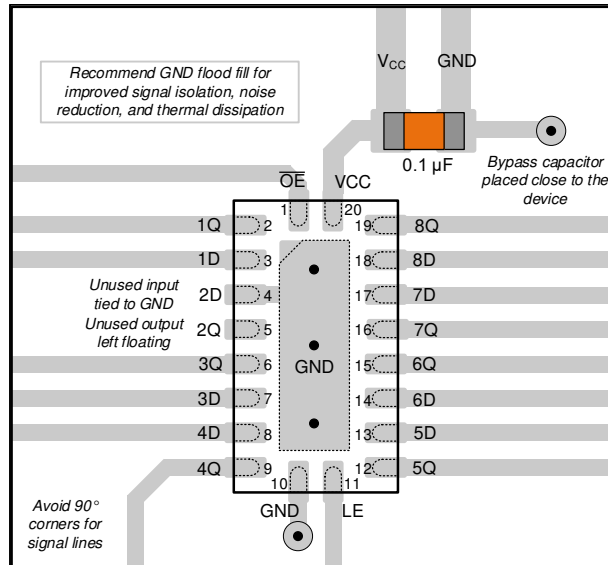 Recommend GND flood fill for
improved signal isolation, noise
reduction, and thermal dissipation
VCC GND
0.1 µF
Bypass capacitor
placed close to the
device
OE VCC
1 20
1Q 2 19 8Q
1D 3 18 8D
Unused input
tied to GND
2D 4 17 7D
Unused output
left floating
2Q 5 16 7Q
GND
3Q 6 15 6Q
3D 7 14 6D
4D 8 13 5D
4Q 9 12 5Q
10 11
GND LE
Avoid 90°
corners for
signal lines